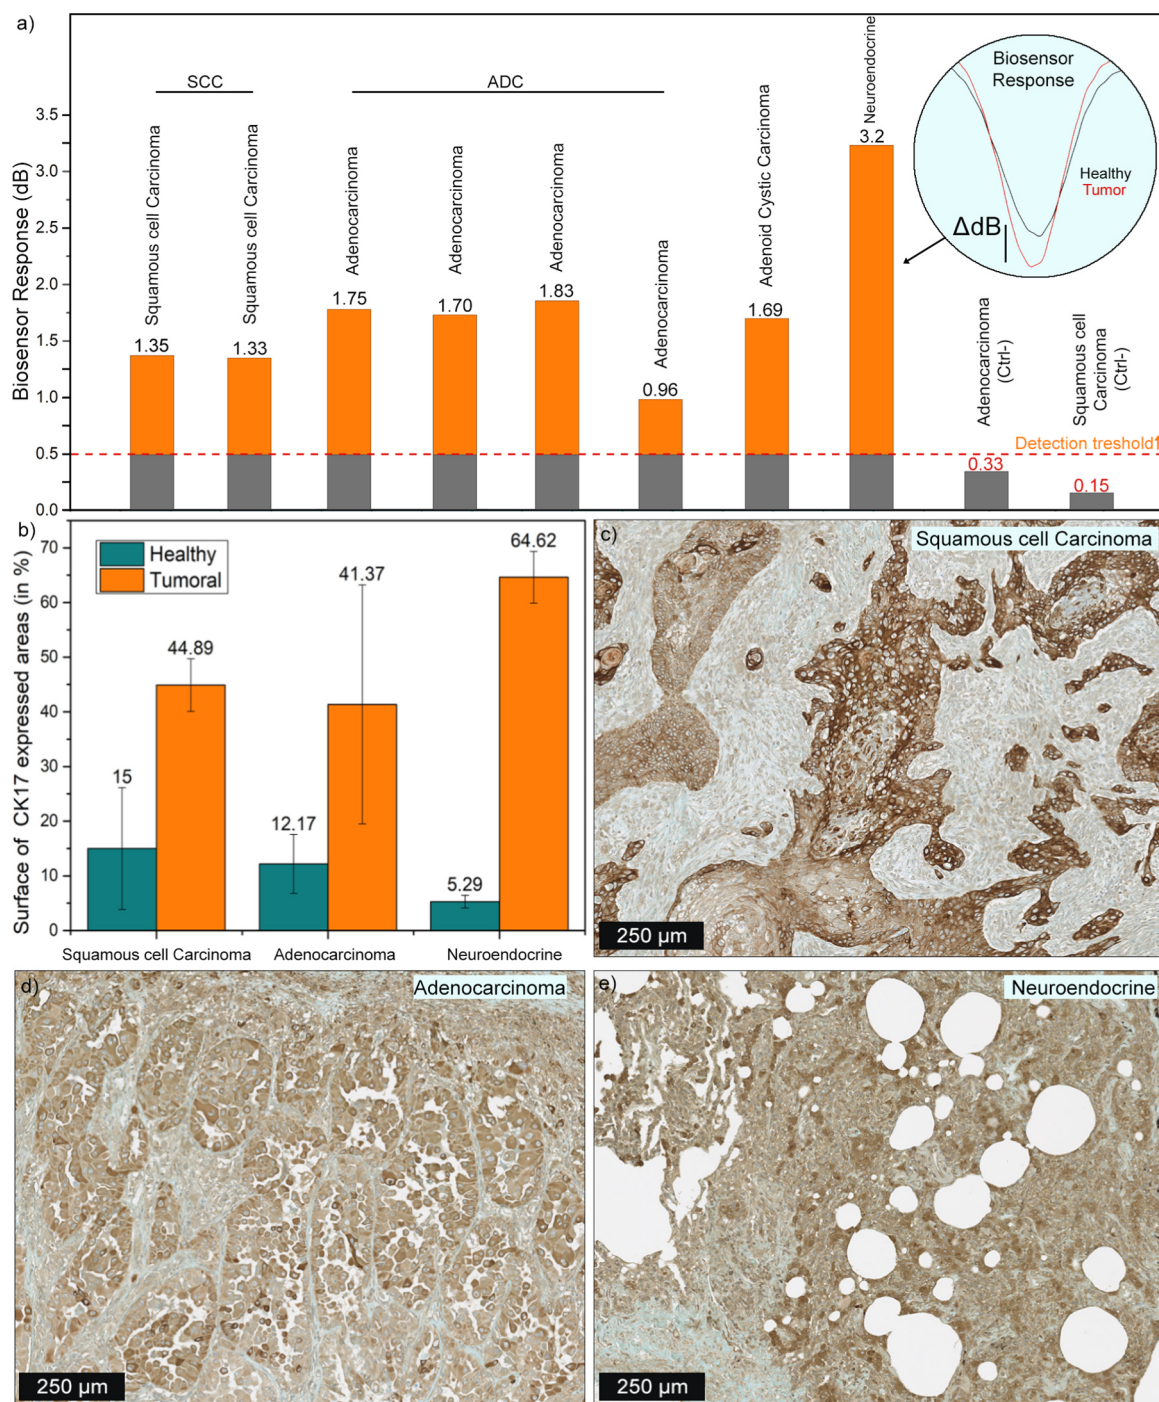 a)
Biosensor Response (dB)
3.5
3.0
2.5
2.0
1.5
1.0
0.5
0.0
SCC
ADC
Squamous cell Carcinoma
1.35
Squamous cell Carcinoma
1.33
Adenocarcinoma
1.75
Adenocarcinoma
1.70
Adenocarcinoma
1.83
Adenocarcinoma
0.96
Adenoid Cystic Carcinoma
1.69
Neuroendocrine
3.2
Adenocarcinoma
(Ctrl-)
0.33
Squamous cell
Carcinoma
(Ctrl-)
0.15
Biosensor
Response
Healthy
Tumor
ΔdB
Detection treshold↑
b)
Surface of CK17 expressed areas (in %)
70
60
50
40
30
20
10
0
Healthy
Tumoral
15
44.89
12.17
41.37
5.29
64.62
Squamous cell Carcinoma
Adenocarcinoma
Neuroendocrine
c)
Squamous cell Carcinoma
250 µm
d)
Adenocarcinoma
250 µm
e)
Neuroendocrine
250 µm